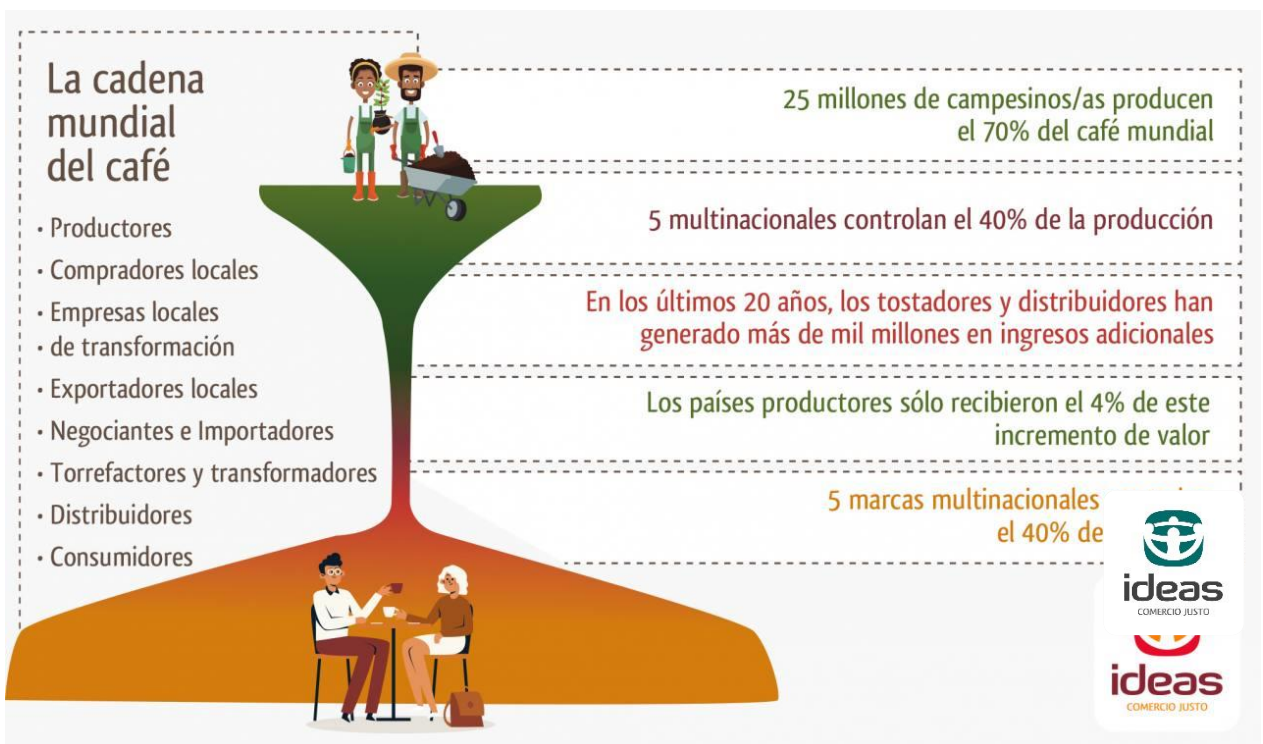 La cadena
mundial
del café
· Productores
· Compradores locales
· Empresas locales
· de transformación
· Exportadores locales
· Negociantes e Importadores
· Torrefactores y transformadores
· Distribuidores
· Consumidores
25 millones de campesinos/as producen
el 70% del café mundial
5 multinacionales controlan el 40% de la producción
En los últimos 20 años, los tostadores y distribuidores han
generado más de mil millones en ingresos adicionales
Los países productores sólo recibieron el 4% de este
incremento de valor
5 marcas multinacionales
el 40% de
ideas
COMERCIO JUSTO
ideas
COMERCIO JUSTO